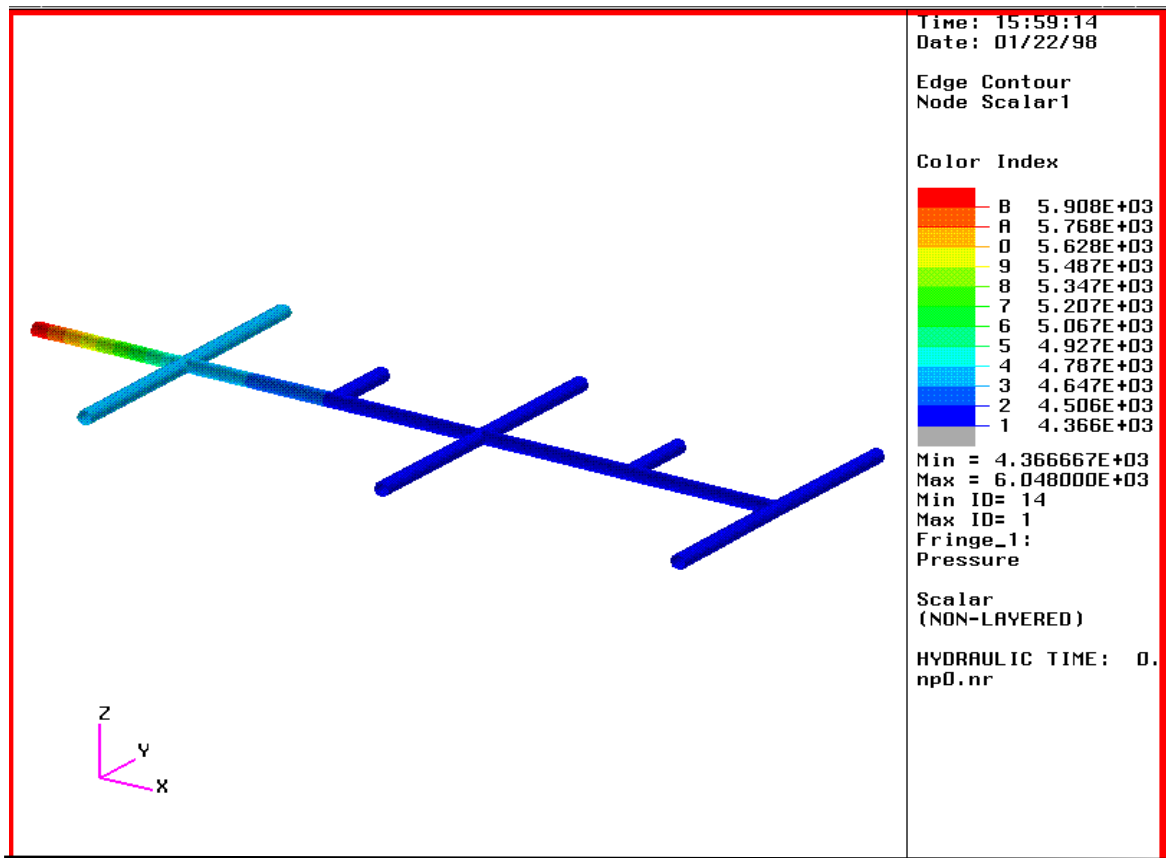 Time: 15:59:14
Date: 01/22/98
Edge Contour
Node Scalar1
Color Index
B 5.908E+03
A 5.768E+03
0 5.628E+03
9 5.487E+03
8 5.347E+03
7 5.207E+03
6 5.067E+03
5 4.927E+03
4 4.787E+03
3 4.647E+03
2 4.506E+03
1 4.366E+03
Min = 4.366667E+03
Max = 6.048000E+03
Min ID= 14
Max ID= 1
Fringe_1:
Pressure
Scalar
(NON-LAYERED)
HYDRAULIC TIME: 0.
np0.nr
Z
Y
X